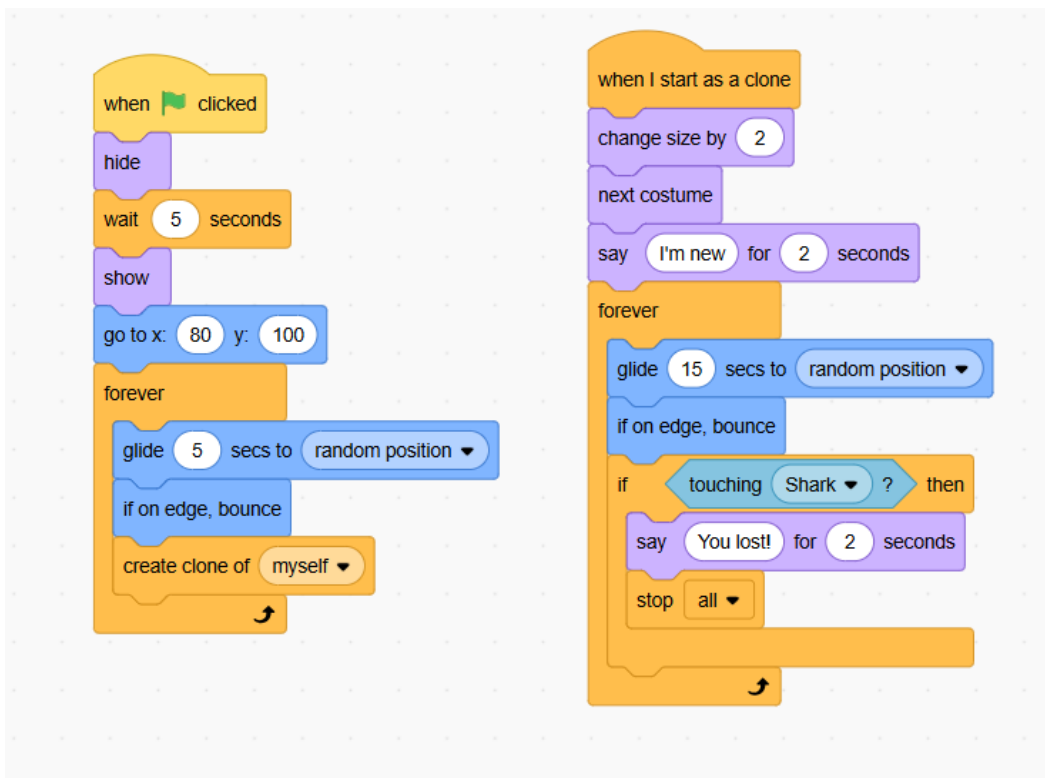 when clicked
hide
wait 5 seconds
show
go to x: 80 y: 100
forever
glide 5 secs to random position
if on edge, bounce
create clone of myself
when I start as a clone
change size by 2
next costume
say I'm new for 2 seconds
forever
glide 15 secs to random position
if on edge, bounce
if touching Shark ? then
say You lost! for 2 seconds
stop all